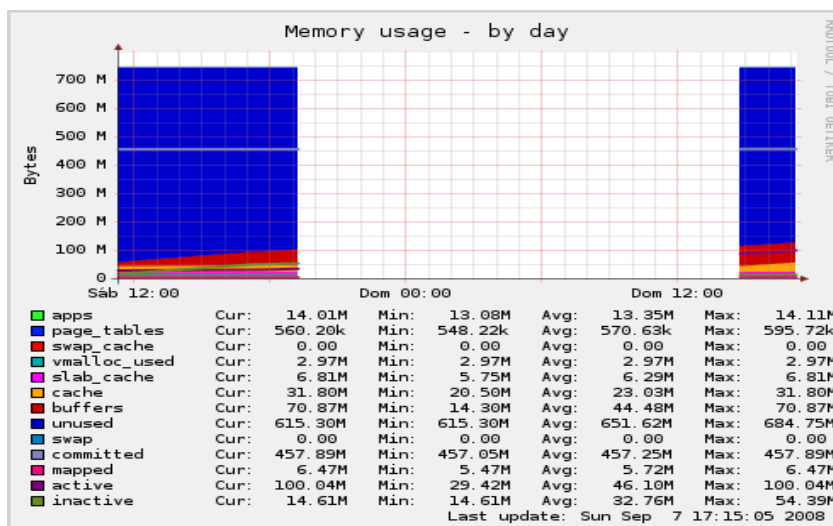 Memory usage - by day
RRDTOOL / TOBI OETIKER
Bytes
700 M
600 M
500 M
400 M
300 M
200 M
100 M
0
Sáb 12:00 Dom 00:00 Dom 12:00
apps Cur: 14.01M Min: 13.08M Avg: 13.35M Max: 14.11M
page_tables Cur: 560.20k Min: 548.22k Avg: 570.63k Max: 595.72k
swap_cache Cur: 0.00 Min: 0.00 Avg: 0.00 Max: 0.00
vmalloc_used Cur: 2.97M Min: 2.97M Avg: 2.97M Max: 2.97M
slab_cache Cur: 6.81M Min: 5.75M Avg: 6.29M Max: 6.81M
cache Cur: 31.80M Min: 20.50M Avg: 23.03M Max: 31.80M
buffers Cur: 70.87M Min: 14.30M Avg: 44.48M Max: 70.87M
unused Cur: 615.30M Min: 615.30M Avg: 651.62M Max: 684.75M
swap Cur: 0.00 Min: 0.00 Avg: 0.00 Max: 0.00
committed Cur: 457.89M Min: 457.05M Avg: 457.25M Max: 457.89M
mapped Cur: 6.47M Min: 5.47M Avg: 5.72M Max: 6.47M
active Cur: 100.04M Min: 29.42M Avg: 46.10M Max: 100.04M
inactive Cur: 14.61M Min: 14.61M Avg: 32.76M Max: 54.39M
Last update: Sun Sep 7 17:15:05 2008